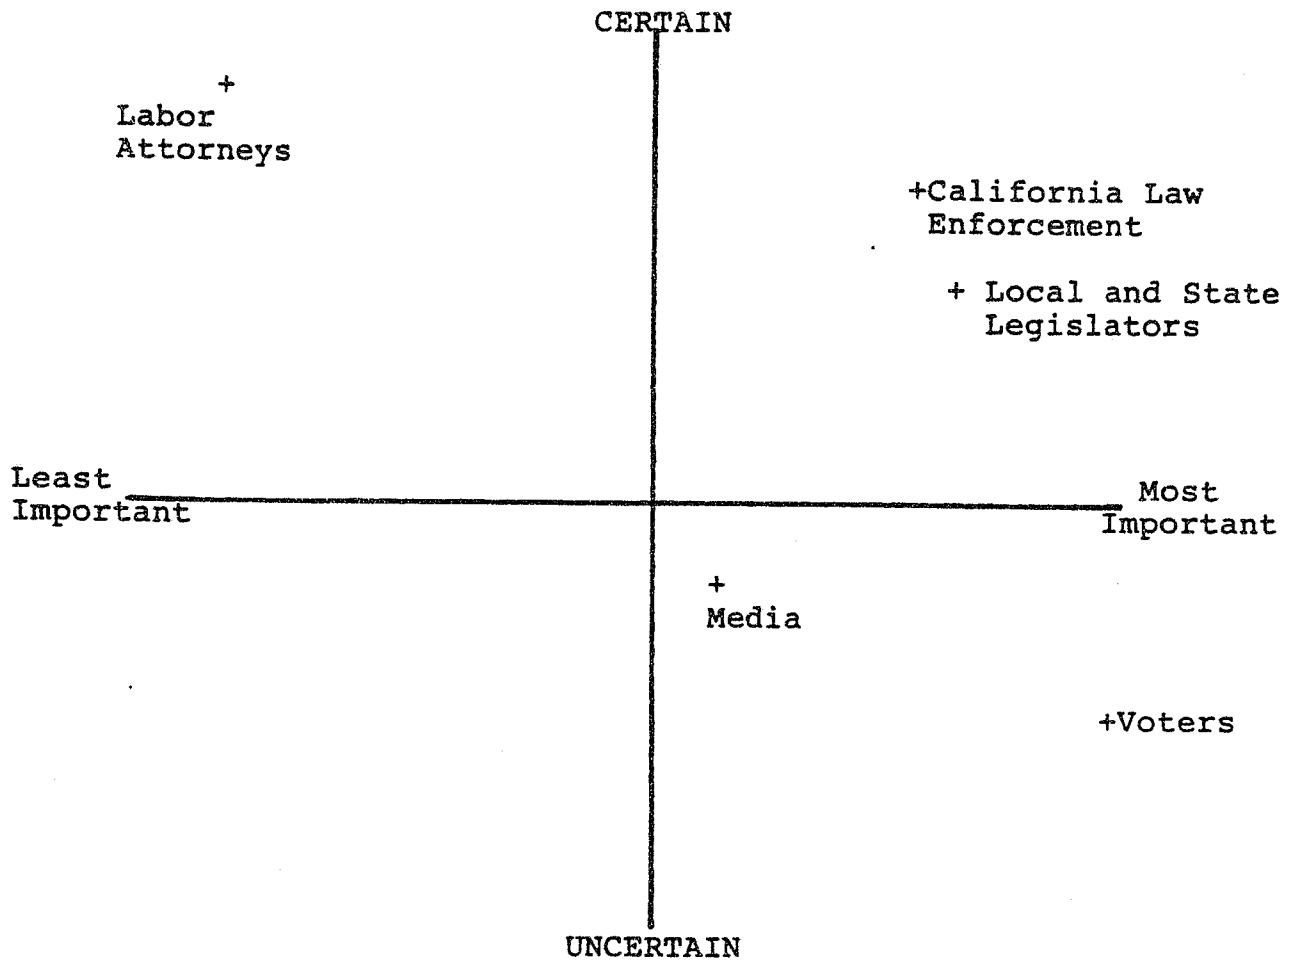 CERTAIN
+
Labor
Attorneys
+California Law
Enforcement
+ Local and State
Legislators
Least
Important
Most
Important
+
Media
+Voters
UNCERTAIN